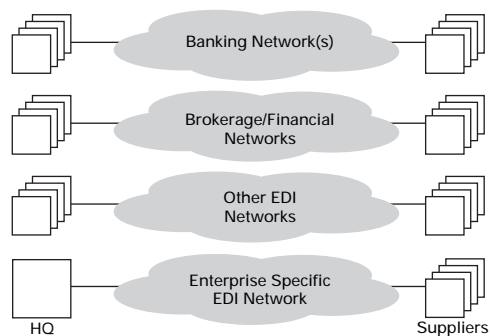 Banking Network(s)
Brokerage/Financial
Networks
Other EDI
Networks
Enterprise Specific
EDI Network
HQ
Suppliers